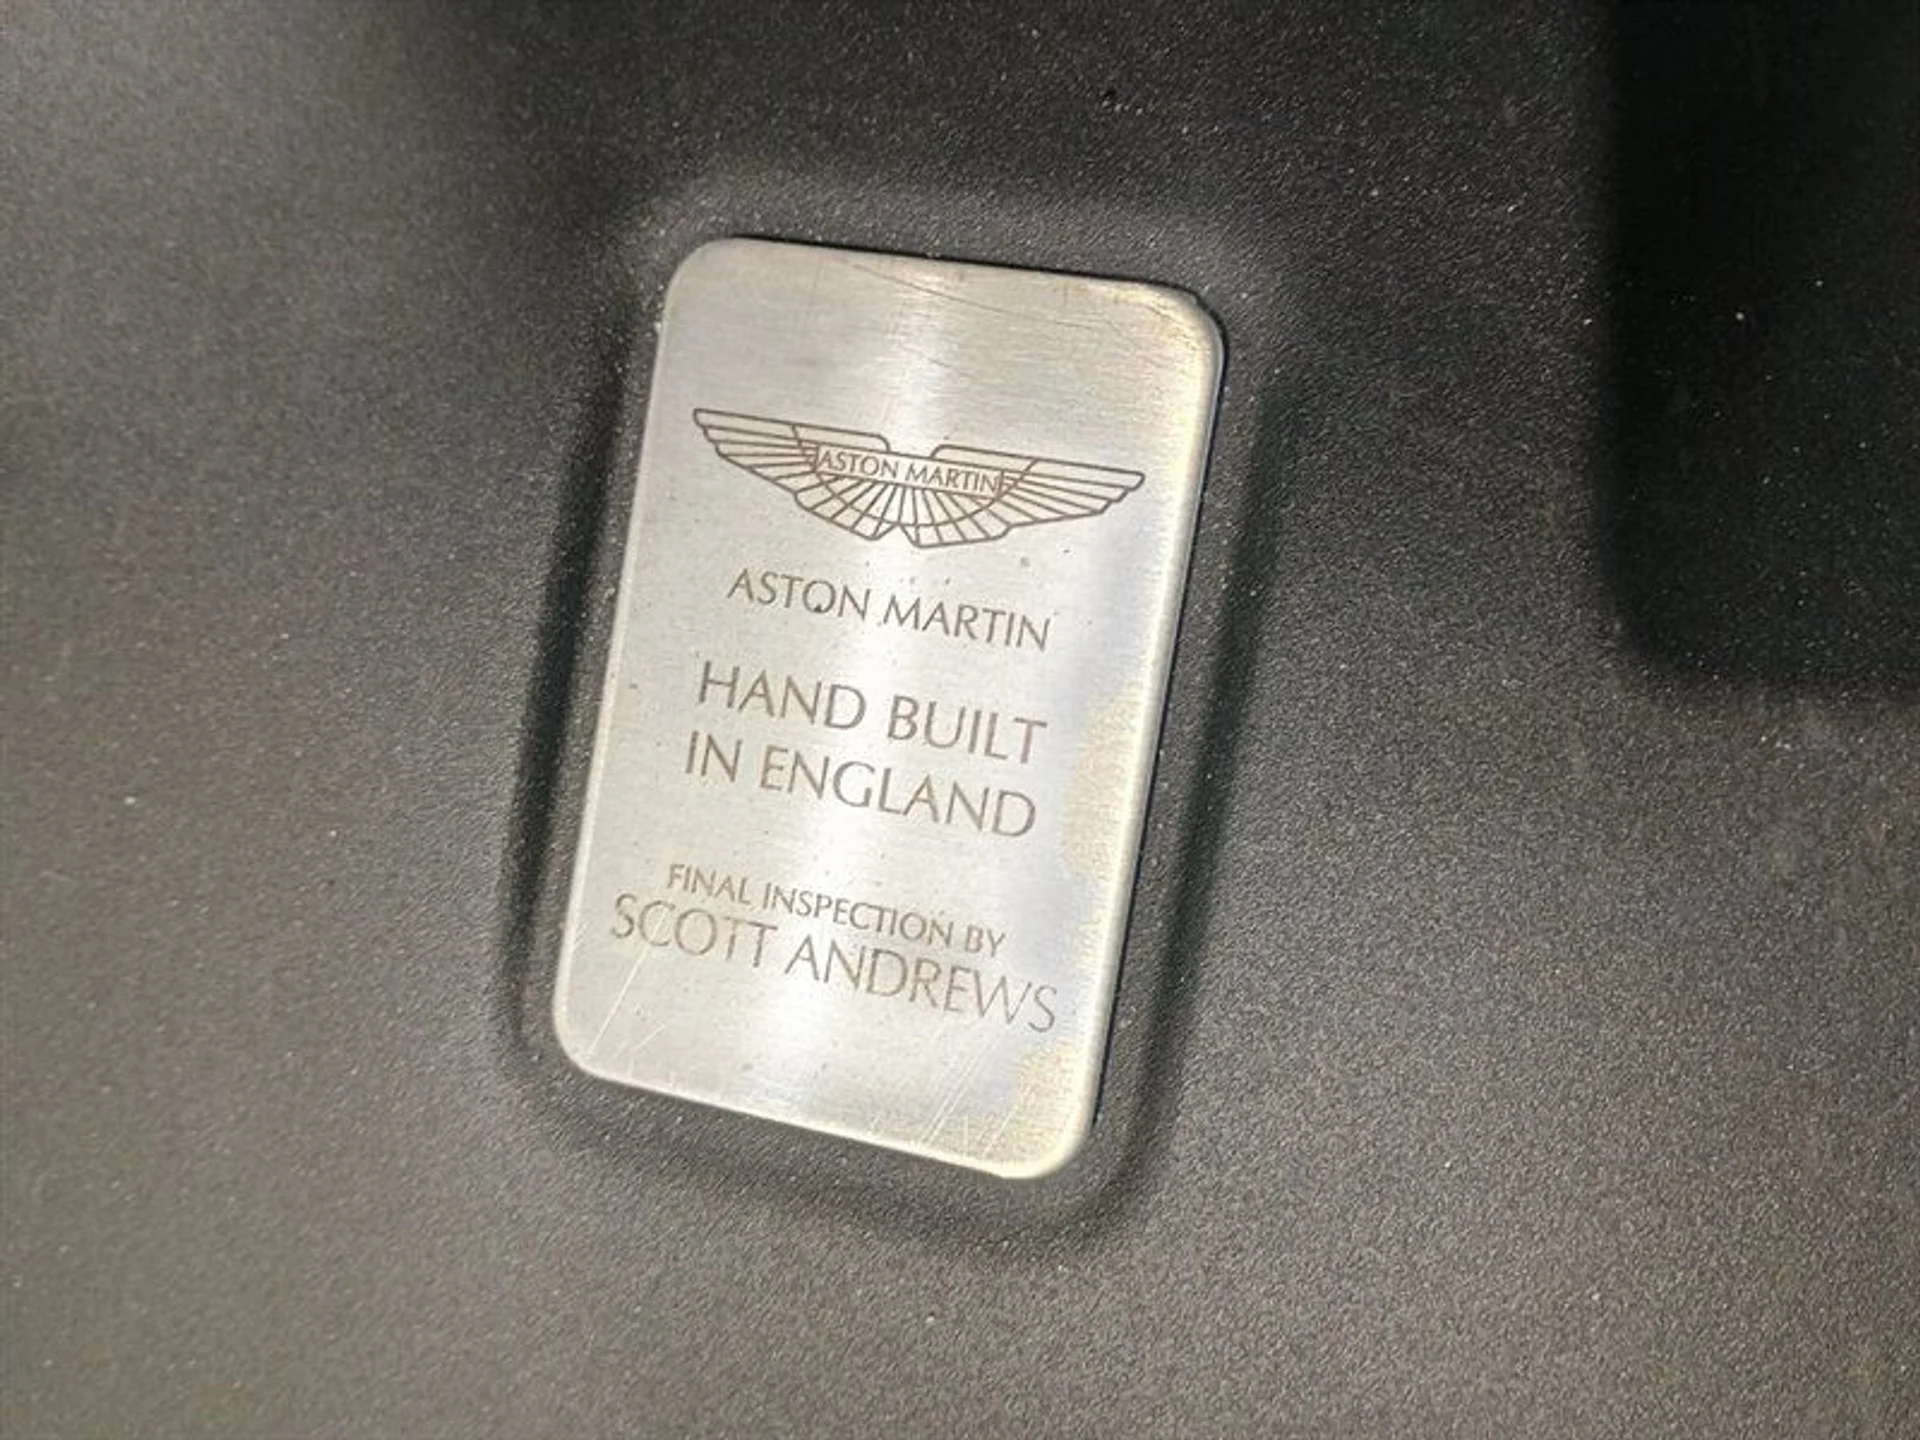 ASTON MARTIN
ASTON MARTIN
HAND BUILT
IN ENGLAND
FINAL INSPECTION BY
SCOTT ANDREWS